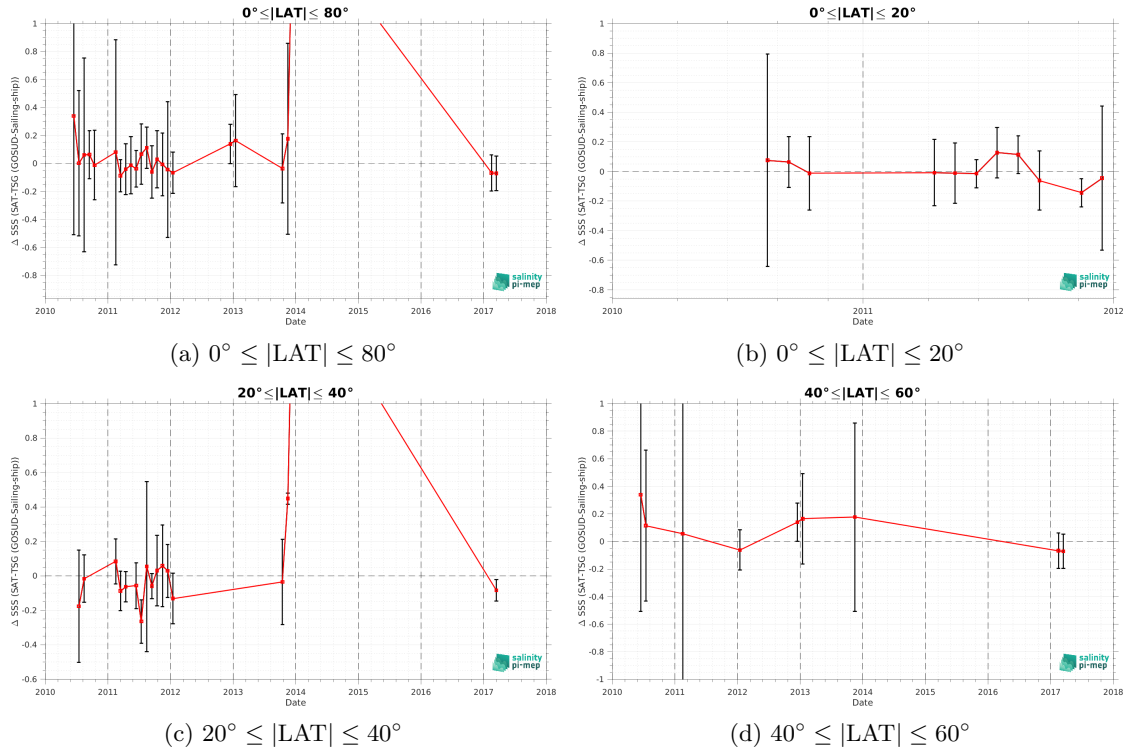 0°≤|LAT|≤ 80°
1
0.8
0.6
0.4
0.2
0
-0.2
-0.4
-0.6
-0.8
Δ SSS (SAT-TSG (GOSUD-Sailing-ship))
salinity
pi-mep
2010 2011 2012 2013 2014 2015 2016 2017 2018
Date
(a) 0° ≤ |LAT| ≤ 80°
0°≤|LAT|≤ 20°
1
0.8
0.6
0.4
0.2
0
-0.2
-0.4
-0.6
-0.8
Δ SSS (SAT-TSG (GOSUD-Sailing-ship))
salinity
pi-mep
2010 2011 2012
Date
(b) 0° ≤ |LAT| ≤ 20°
20°≤|LAT|≤ 40°
1
0.8
0.6
0.4
0.2
0
-0.2
-0.4
-0.6
Δ SSS (SAT-TSG (GOSUD-Sailing-ship))
salinity
pi-mep
2010 2011 2012 2013 2014 2015 2016 2017 2018
Date
(c) 20° ≤ |LAT| ≤ 40°
40°≤|LAT|≤ 60°
1
0.8
0.6
0.4
0.2
0
-0.2
-0.4
-0.6
-0.8
-1
Δ SSS (SAT-TSG (GOSUD-Sailing-ship))
salinity
pi-mep
2010 2011 2012 2013 2014 2015 2016 2017 2018
Date
(d) 40° ≤ |LAT| ≤ 60°